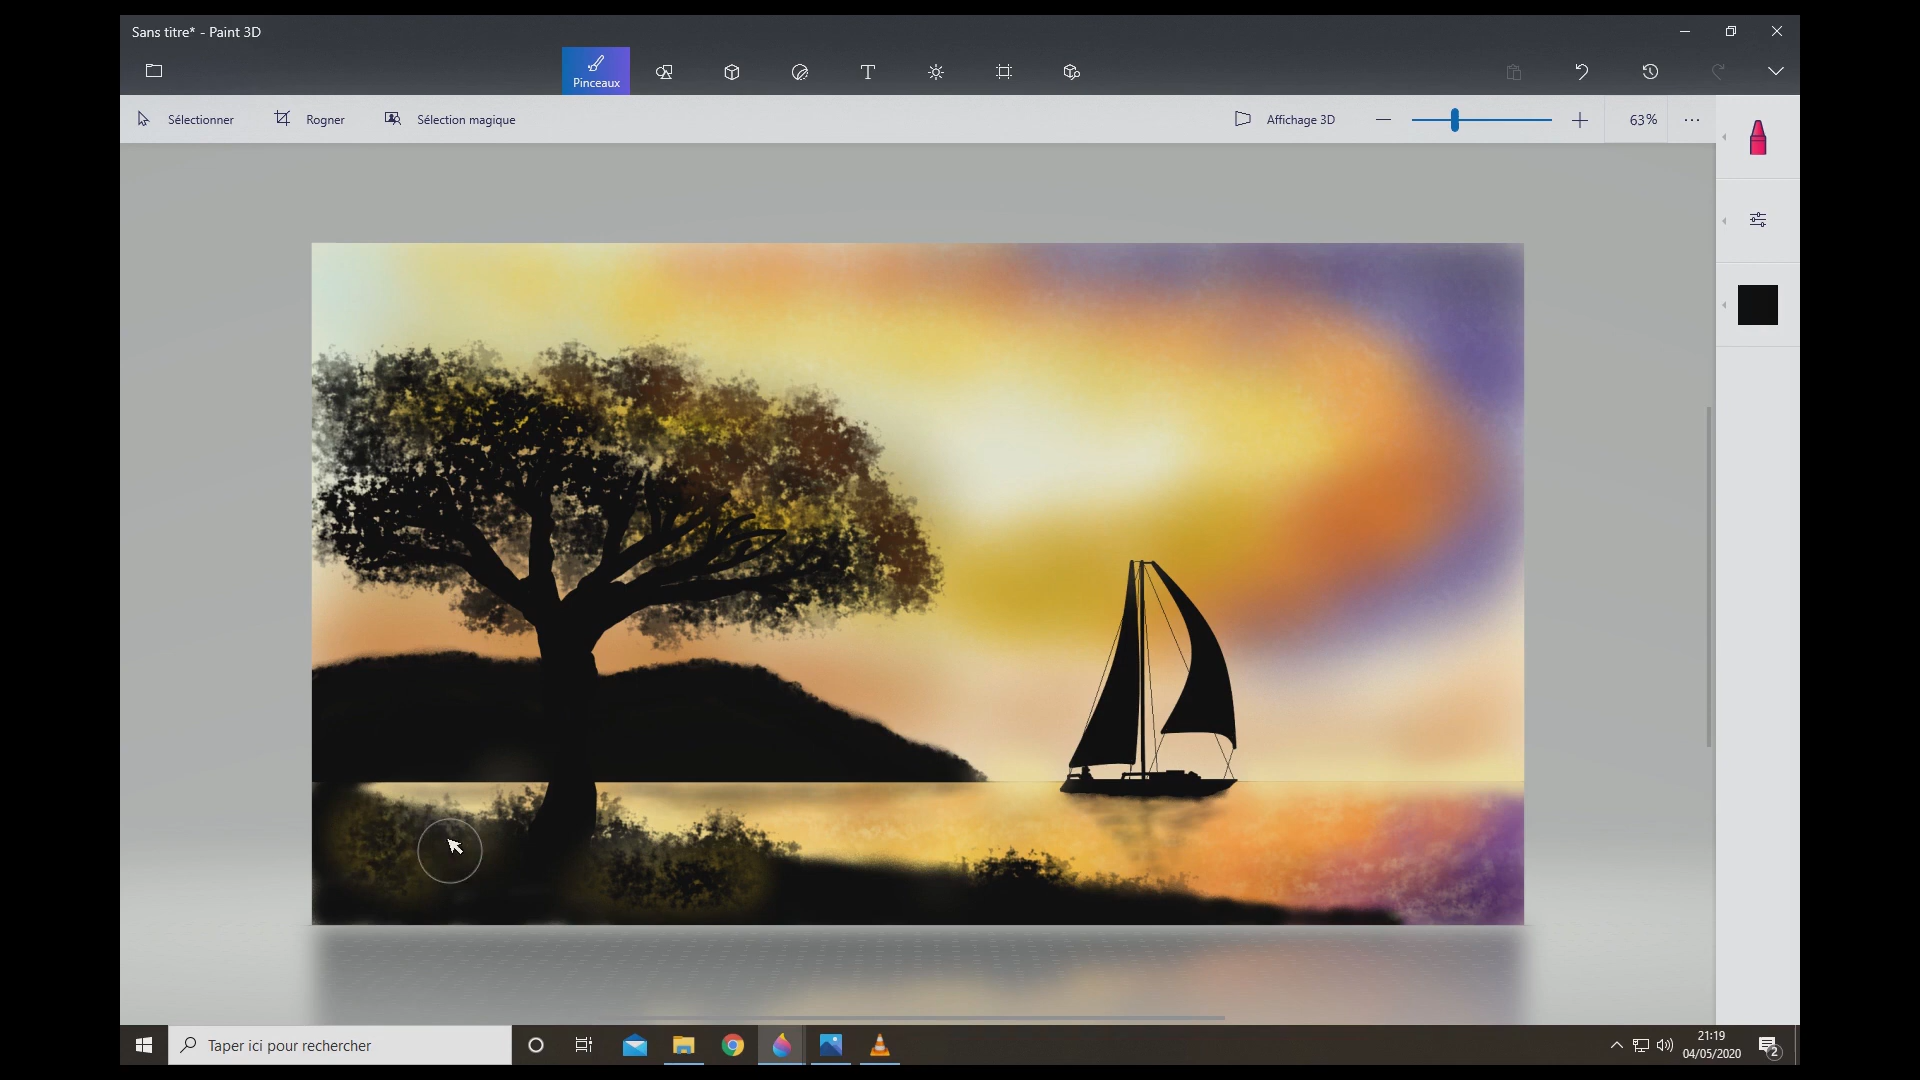 Sans titre* - Paint 3D
Pinceaux
Sélectionner
Rogner
Sélection magique
Affichage 3D
63%
Taper ici pour rechercher
21:19
04/05/2020
2